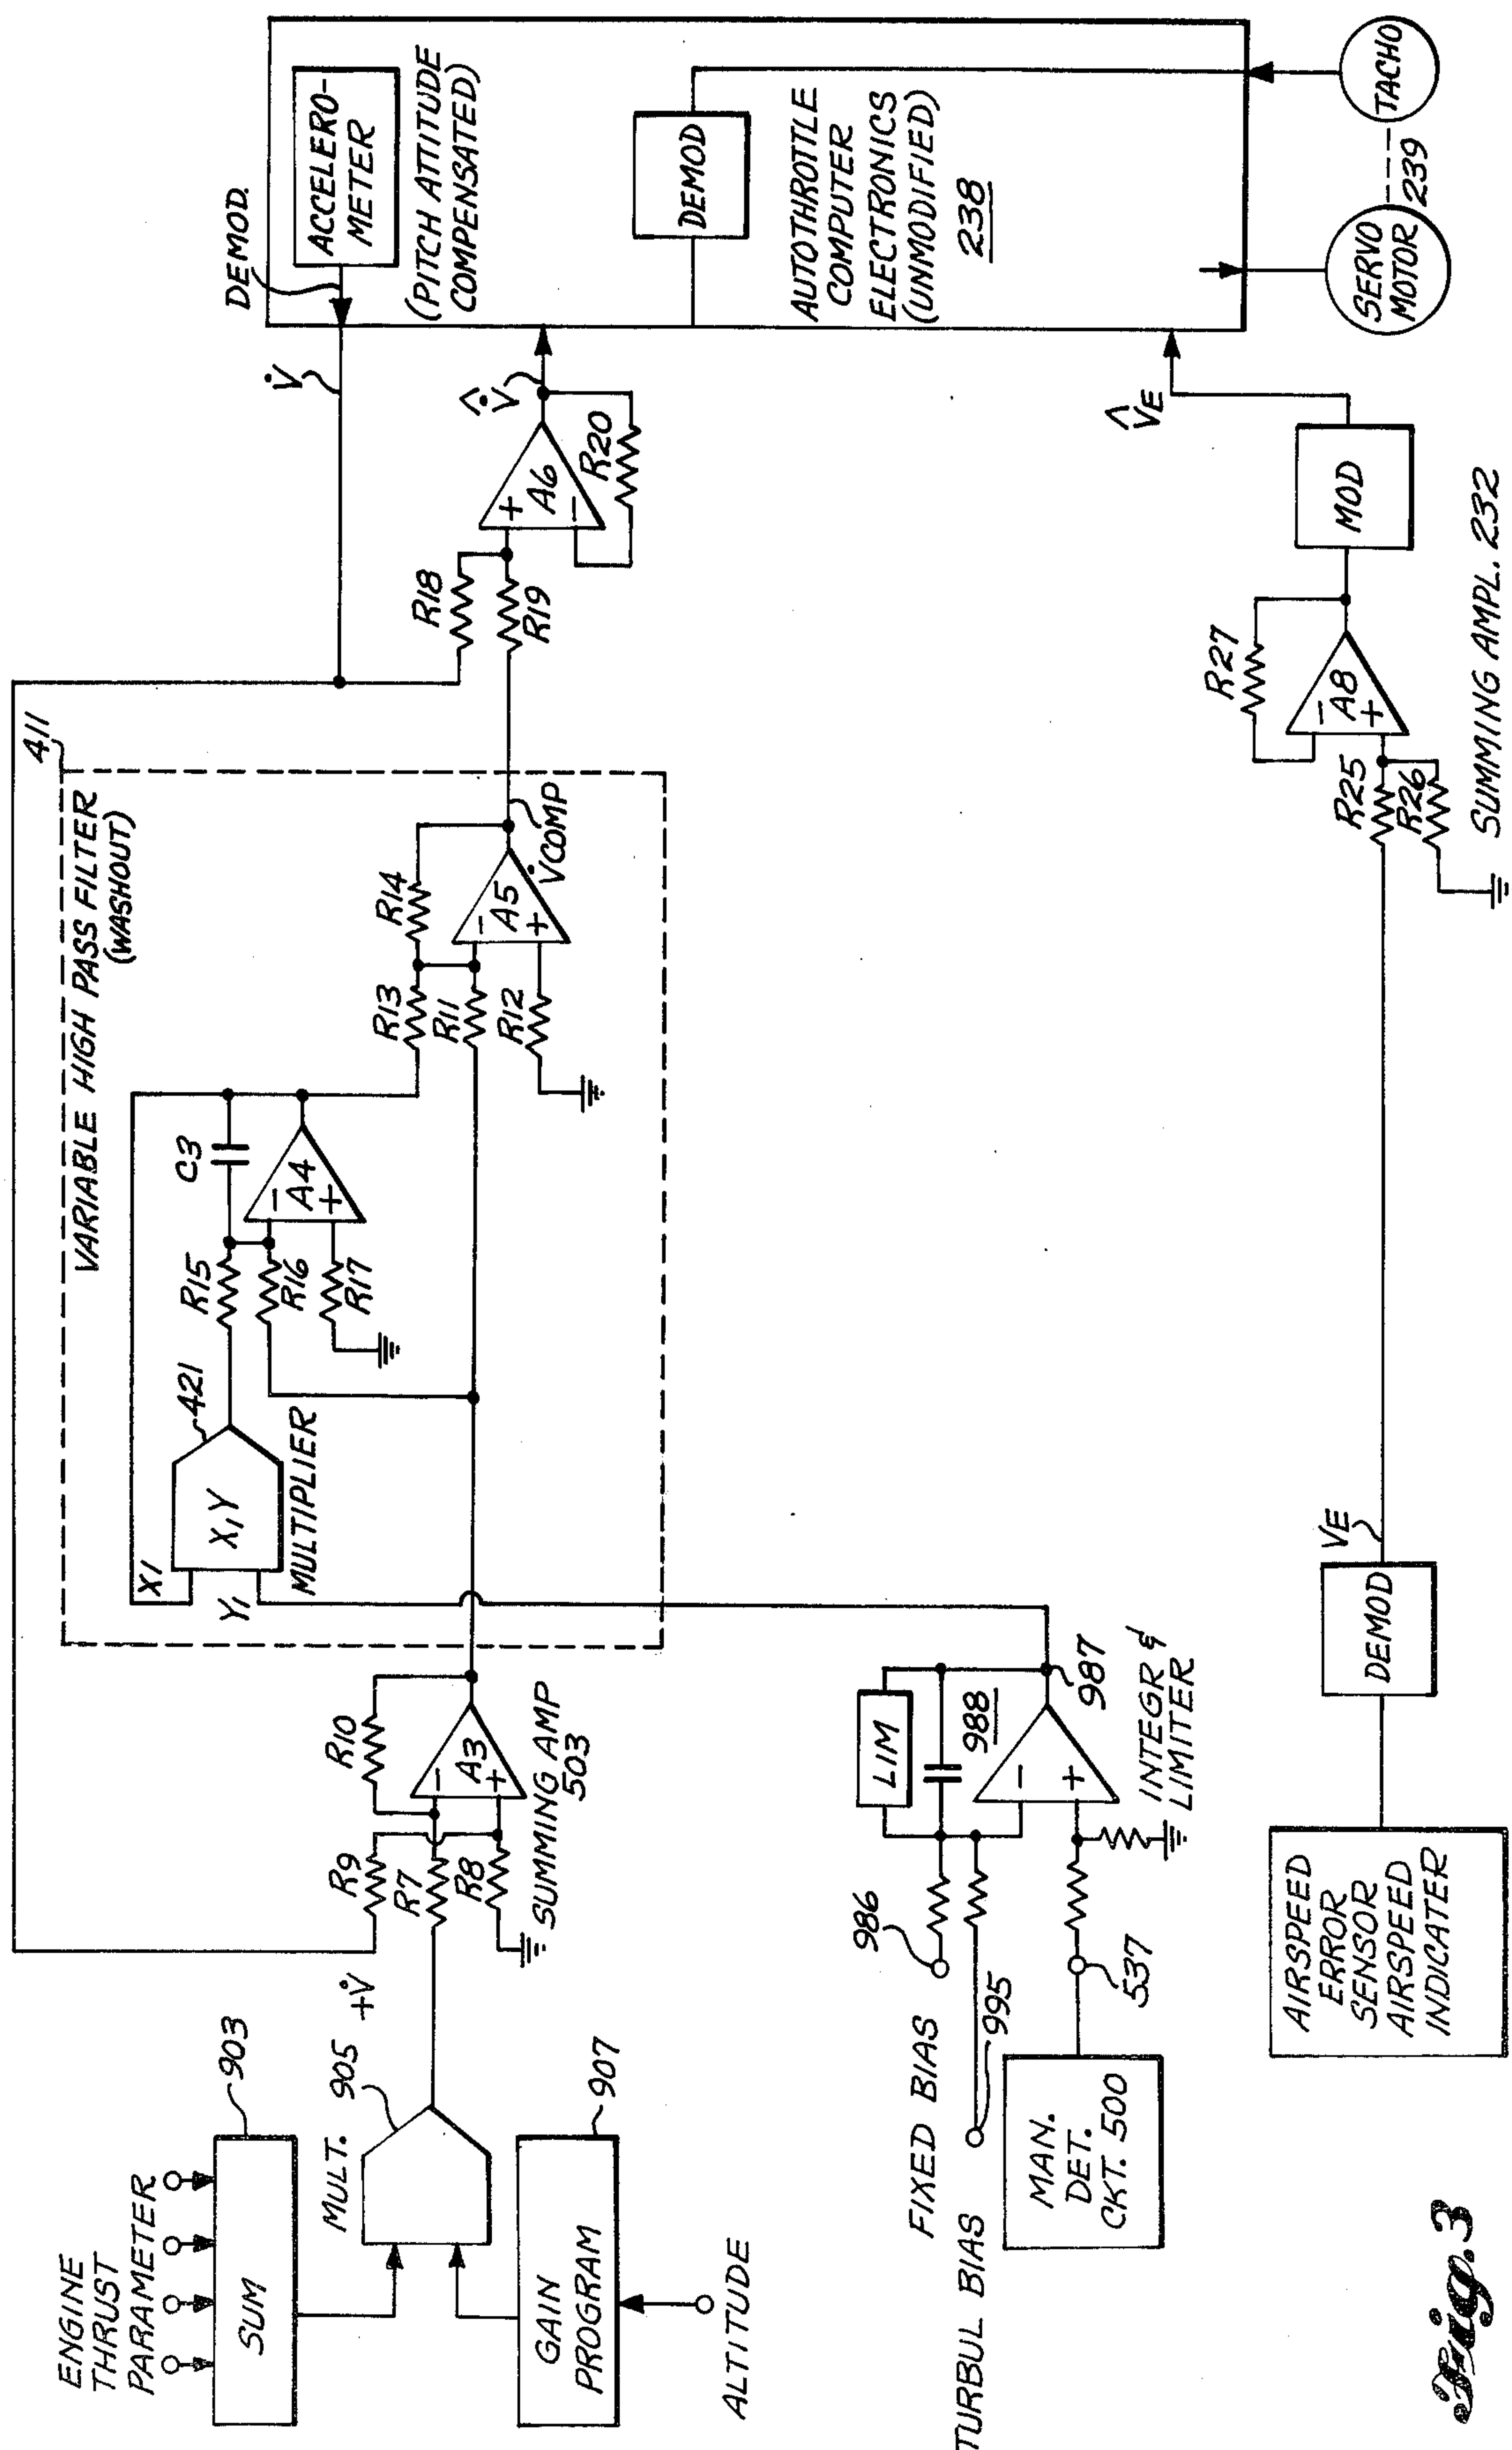 ENGINE
THRUST
PARAMETER
SUM
903
MULT.
905
+V̇
GAIN
PROGRAM
907
ALTITUDE
R9
R7
R8
R10
A3
−
+
SUMMING AMP
503
411
VARIABLE HIGH PASS FILTER
(WASHOUT)
X1
Y1
X,Y
421
MULTIPLIER
R15
R16
R17
C3
A4
−
+
R13
R11
R12
R14
A5
−
+
V̇COMP
R18
R19
A6
+
−
R20
V̇
V̇̂
DEMOD.
ACCELERO-
METER
(PITCH ATTITUDE
COMPENSATED)
DEMOD
AUTOTHROTTLE
COMPUTER
ELECTRONICS
(UNMODIFIED)
238
TACHO
239
SERVO
MOTOR
FIXED BIAS
986
TURBUL BIAS
995
MAN.
DET.
CKT. 500
537
LIM
988
−
+
987
INTEGR &
LIMITER
AIRSPEED
ERROR
SENSOR
AIRSPEED
INDICATER
DEMOD
VE
R25
R26
R27
A8
−
+
MOD
V̂E
SUMMING AMPL. 232
Fig. 3